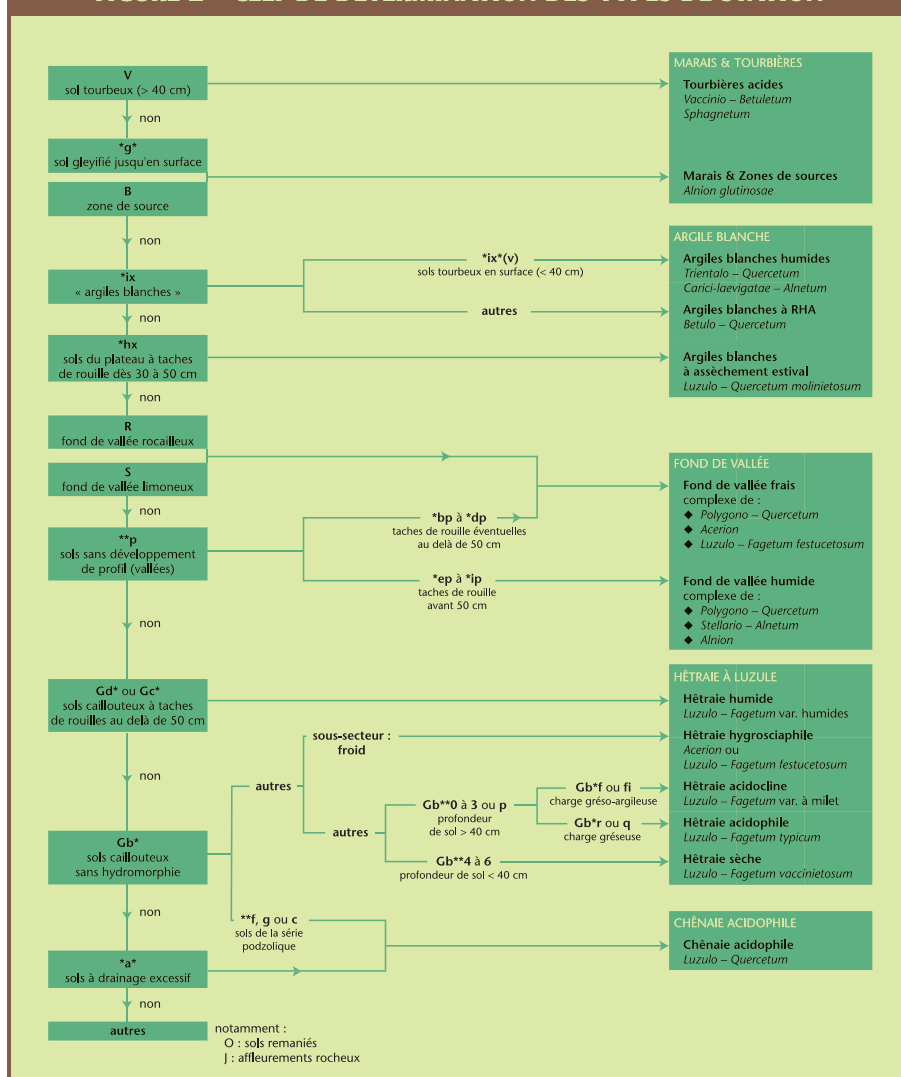 V
sol tourbeux (> 40 cm)
non
*g*
sol gleyifié jusqu'en surface
B
zone de source
non
*ix
« argiles blanches »
non
*hx
sols du plateau à taches
de rouille dès 30 à 50 cm
non
R
fond de vallée rocailleux
S
fond de vallée limoneux
non
**p
sols sans développement
de profil (vallées)
non
Gd* ou Gc*
sols caillouteux à taches
de rouilles au delà de 50 cm
non
Gb*
sols caillouteux
sans hydromorphie
non
*a*
sols à drainage excessif
non
autres
notamment :
O : sols remaniés
J : affleurements rocheux
*ix*(v)
sols tourbeux en surface (< 40 cm)
autres
*bp à *dp
taches de rouille éventuelles
au delà de 50 cm
*ep à *ip
taches de rouille
avant 50 cm
autres
sous-secteur :
froid
autres
Gb**0 à 3 ou p
profondeur
de sol > 40 cm
Gb**4 à 6
profondeur de sol < 40 cm
Gb*f ou fi
charge gréso-argileuse
Gb*r ou q
charge gréseuse
**f, g ou c
sols de la série
podzolique
MARAIS & TOURBIÈRES
Tourbières acides
Vaccinio – Betuletum
Sphagnetum
Marais & Zones de sources
Alnion glutinosae
ARGILE BLANCHE
Argiles blanches humides
Trientalo – Quercetum
Carici-laevigatae – Alnetum
Argiles blanches à RHA
Betulo – Quercetum
Argiles blanches
à assèchement estival
Luzulo – Quercetum molinietosum
FOND DE VALLÉE
Fond de vallée frais
complexe de :
◆ Polygono – Quercetum
◆ Acerion
◆ Luzulo – Fagetum festucetosum
Fond de vallée humide
complexe de :
◆ Polygono – Quercetum
◆ Stellario – Alnetum
◆ Alnion
HÊTRAIE À LUZULE
Hêtraie humide
Luzulo – Fagetum var. humides
Hêtraie hygrosciaphile
Acerion ou
Luzulo – Fagetum festucetosum
Hêtraie acidocline
Luzulo – Fagetum var. à milet
Hêtraie acidophile
Luzulo – Fagetum typicum
Hêtraie sèche
Luzulo – Fagetum vaccinietosum
CHÊNAIE ACIDOPHILE
Chênaie acidophile
Luzulo – Quercetum